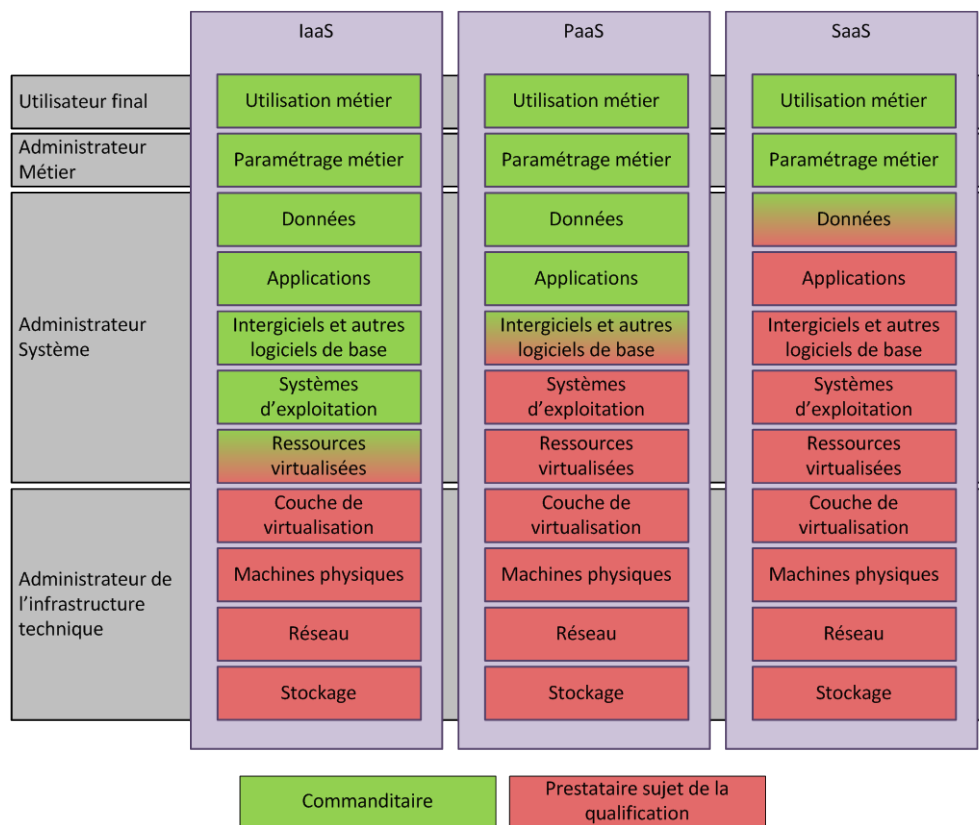 IaaS
PaaS
SaaS
Utilisateur final
Utilisation métier
Utilisation métier
Utilisation métier
Administrateur
Métier
Paramétrage métier
Paramétrage métier
Paramétrage métier
Administrateur
Système
Données
Données
Données
Applications
Applications
Applications
Intergiciels et autres
logiciels de base
Intergiciels et autres
logiciels de base
Intergiciels et autres
logiciels de base
Systèmes
d’exploitation
Systèmes
d’exploitation
Systèmes
d’exploitation
Ressources
virtualisées
Ressources
virtualisées
Ressources
virtualisées
Administrateur de
l’infrastructure
technique
Couche de
virtualisation
Couche de
virtualisation
Couche de
virtualisation
Machines physiques
Machines physiques
Machines physiques
Réseau
Réseau
Réseau
Stockage
Stockage
Stockage
Commanditaire
Prestataire sujet de la
qualification